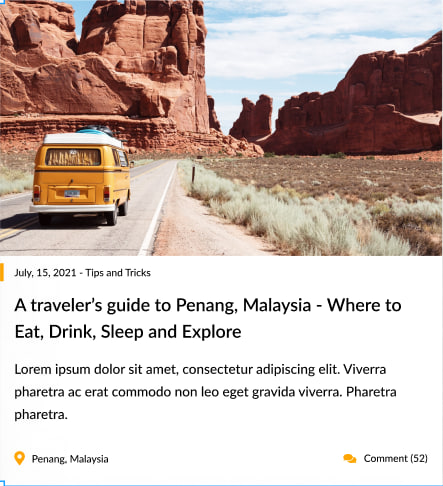 July, 15, 2021 - Tips and Tricks
A traveler's guide to Penang, Malaysia - Where to
Eat, Drink, Sleep and Explore
Lorem ipsum dolor sit amet, consectetur adipiscing elit. Viverra
pharetra ac erat commodo non leo eget gravida viverra. Pharetra
pharetra.
Penang, Malaysia
Comment (52)